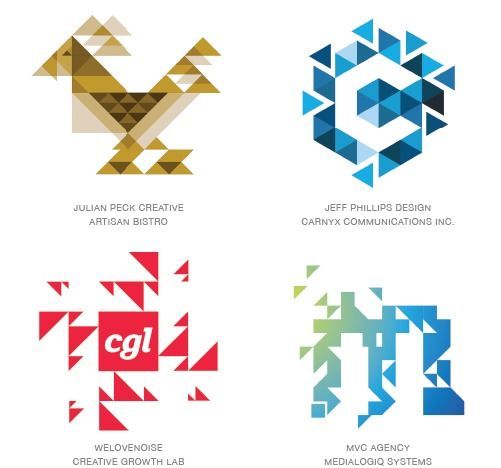 JULIAN PECK CREATIVE
ARTISAN BISTRO
JEFF PHILLIPS DESIGN
CARNYX COMMUNICATIONS INC.
cgl
WELOVENOISE
CREATIVE GROWTH LAB
MVC AGENCY
MEDIALOGIQ SYSTEMS